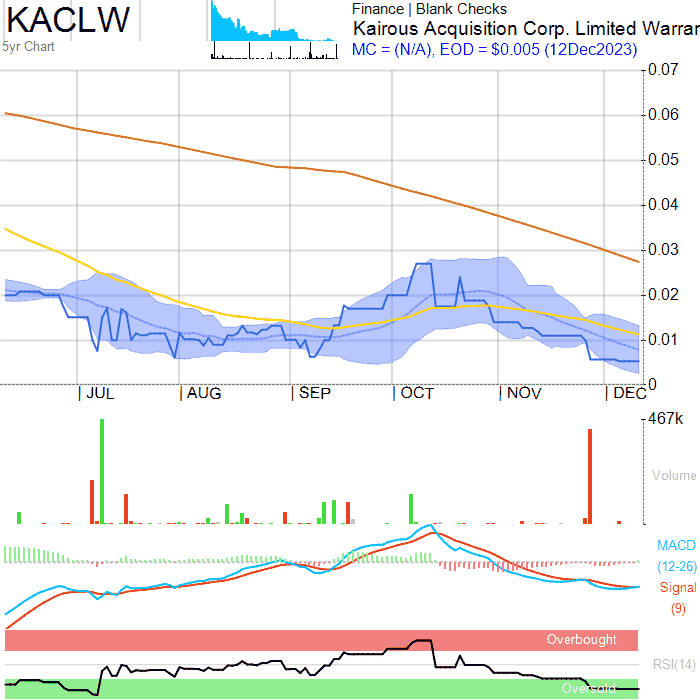 KACLW
5yr Chart
Finance | Blank Checks
Kairous Acquisition Corp. Limited Warrar
MC = (N/A), EOD = $0.005 (12Dec2023)
0.07
0.06
0.05
0.04
0.03
0.02
0.01
0
JUL
AUG
SEP
OCT
NOV
DEC
467k
Volume
MACD
(12-26)
Signal
(9)
Overbought
RSI(14)
Oversold